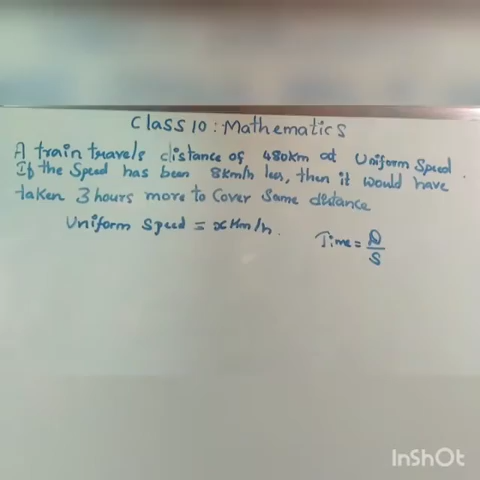 Class 10 : Mathematics
A train travels distance of 480km at Uniform Speed.
If the Speed has been 8km/h less, then it would have
taken 3 hours more to Cover Same distance
Uniform Speed = x Km/h.
Time = D/S
InShOt